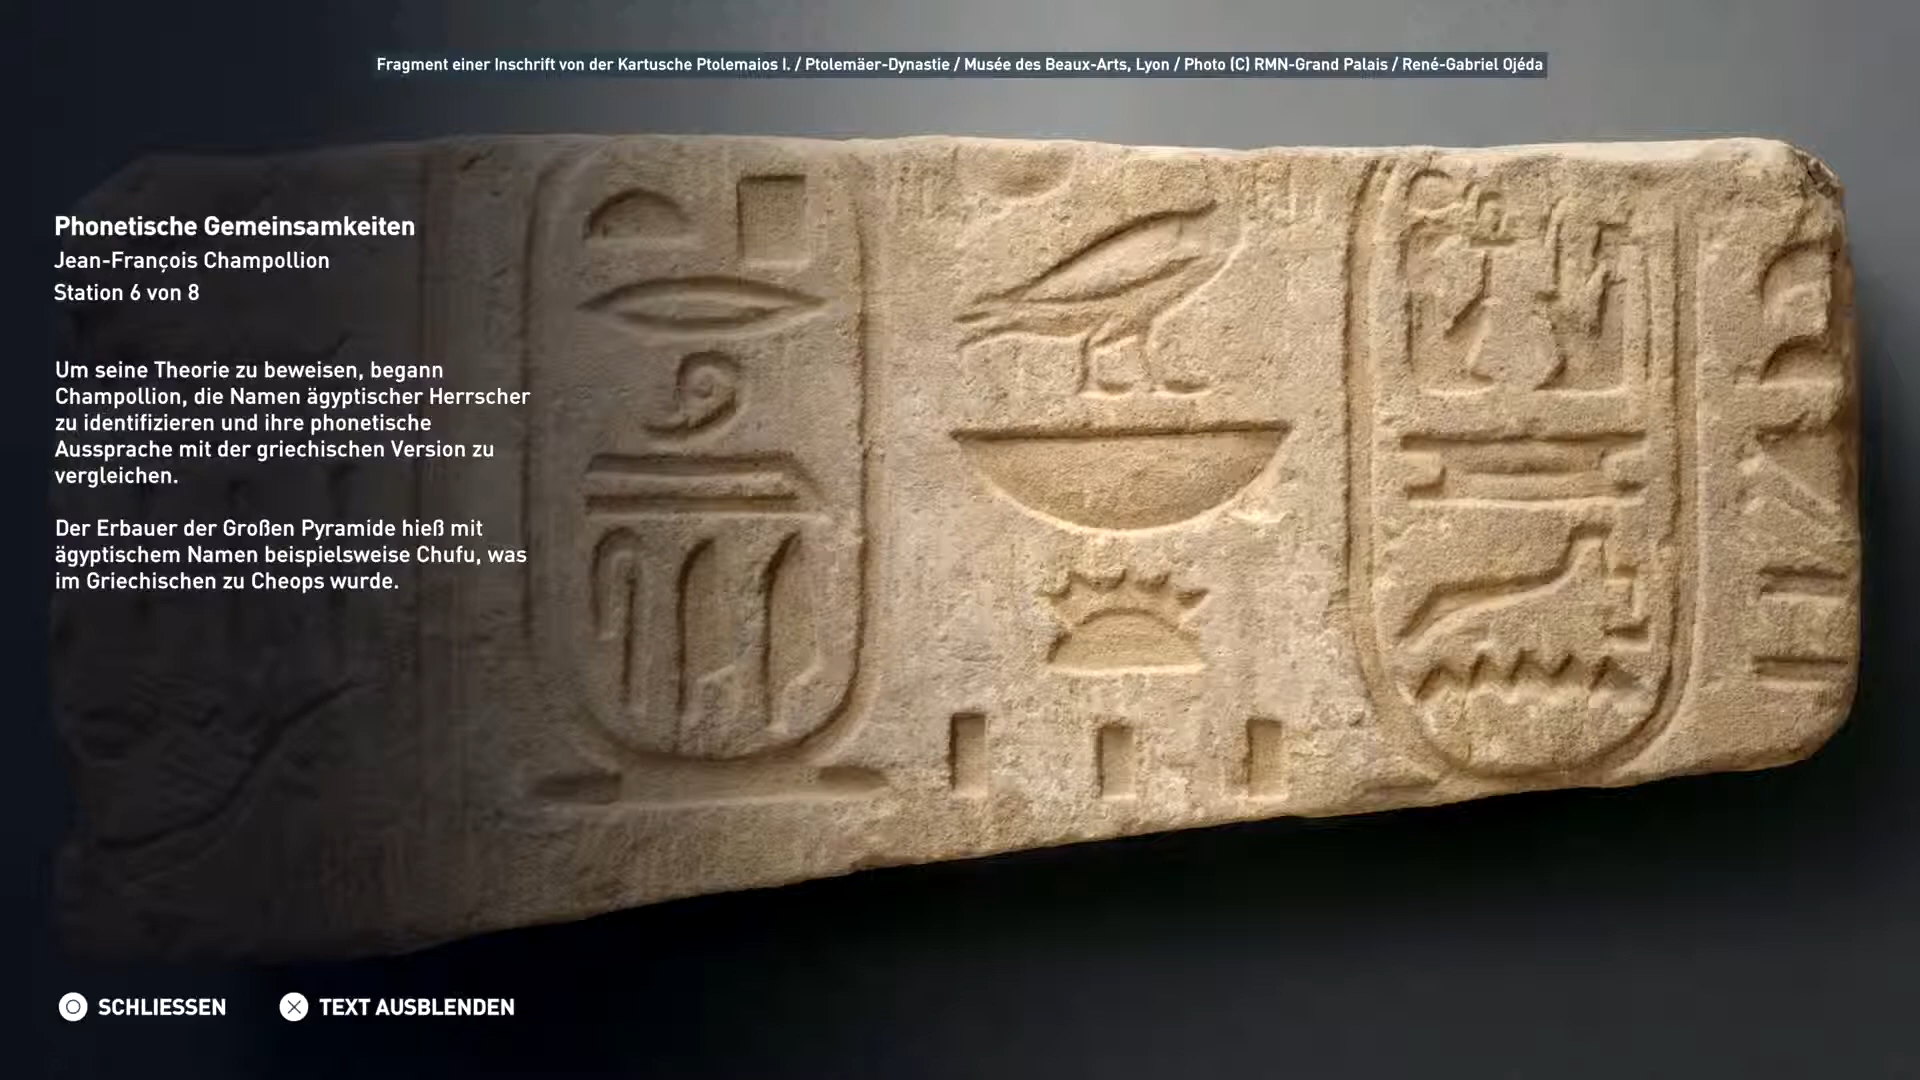 Fragment einer Inschrift von der Kartusche Ptolemaios I. / Ptolemäer-Dynastie / Musée des Beaux-Arts, Lyon / Photo (C) RMN-Grand Palais / René-Gabriel Ojéda
Phonetische Gemeinsamkeiten
Jean-François Champollion
Station 6 von 8
Um seine Theorie zu beweisen, begann
Champollion, die Namen ägyptischer Herrscher
zu identifizieren und ihre phonetische
Aussprache mit der griechischen Version zu
vergleichen.
Der Erbauer der Großen Pyramide hieß mit
ägyptischem Namen beispielsweise Chufu, was
im Griechischen zu Cheops wurde.
SCHLIESSEN
TEXT AUSBLENDEN